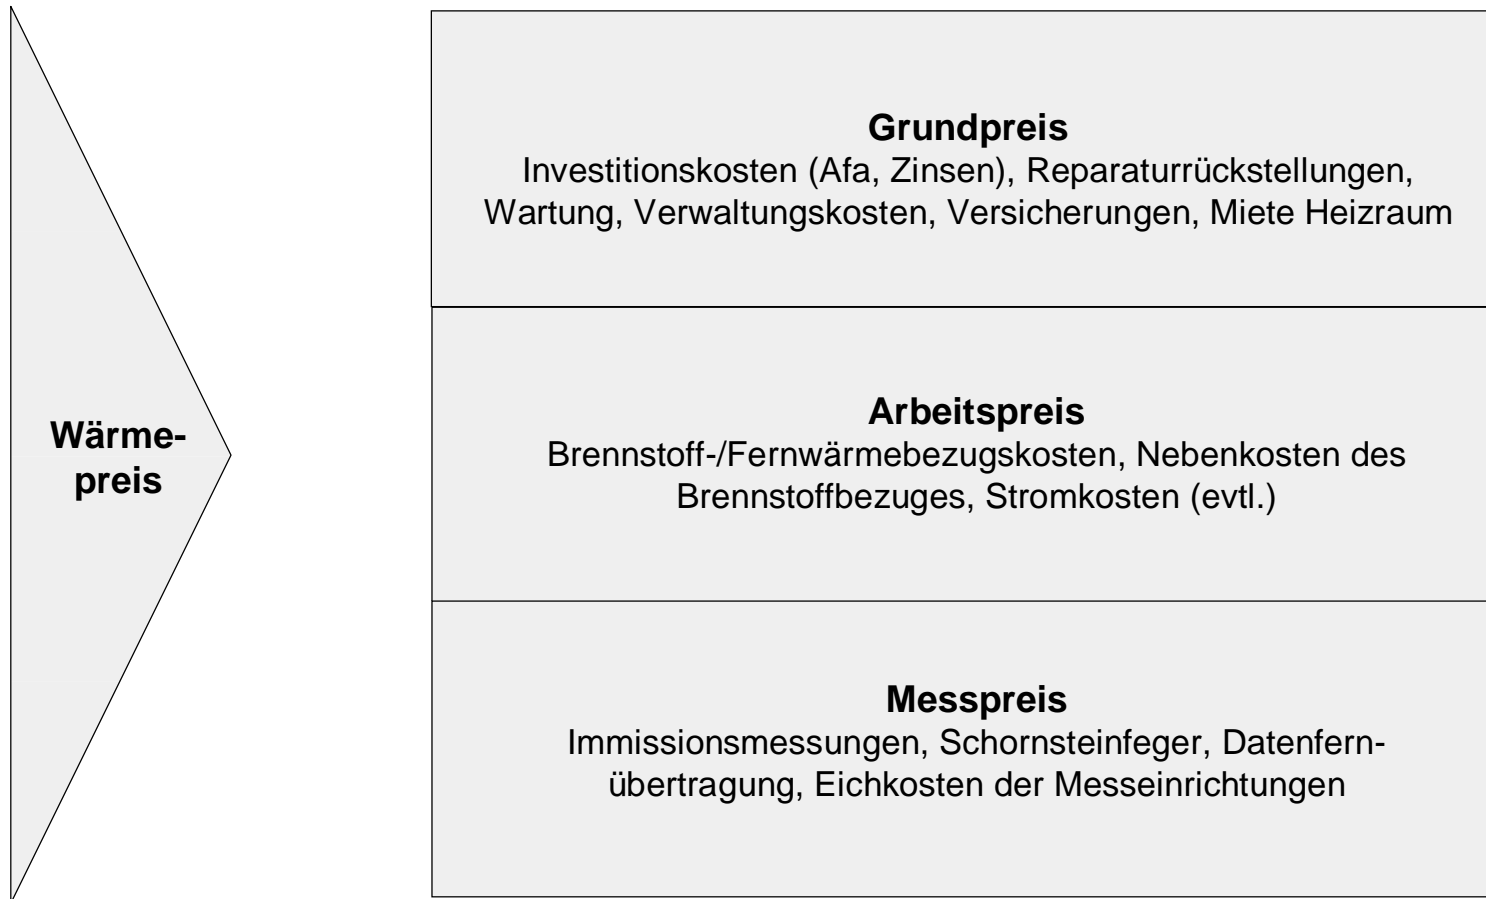 Wärme-
preis
Grundpreis
Investitionskosten (Afa, Zinsen), Reparaturrückstellungen,
Wartung, Verwaltungskosten, Versicherungen, Miete Heizraum
Arbeitspreis
Brennstoff-/Fernwärmebezugskosten, Nebenkosten des
Brennstoffbezuges, Stromkosten (evtl.)
Messpreis
Immissionsmessungen, Schornsteinfeger, Datenfern-
übertragung, Eichkosten der Messeinrichtungen